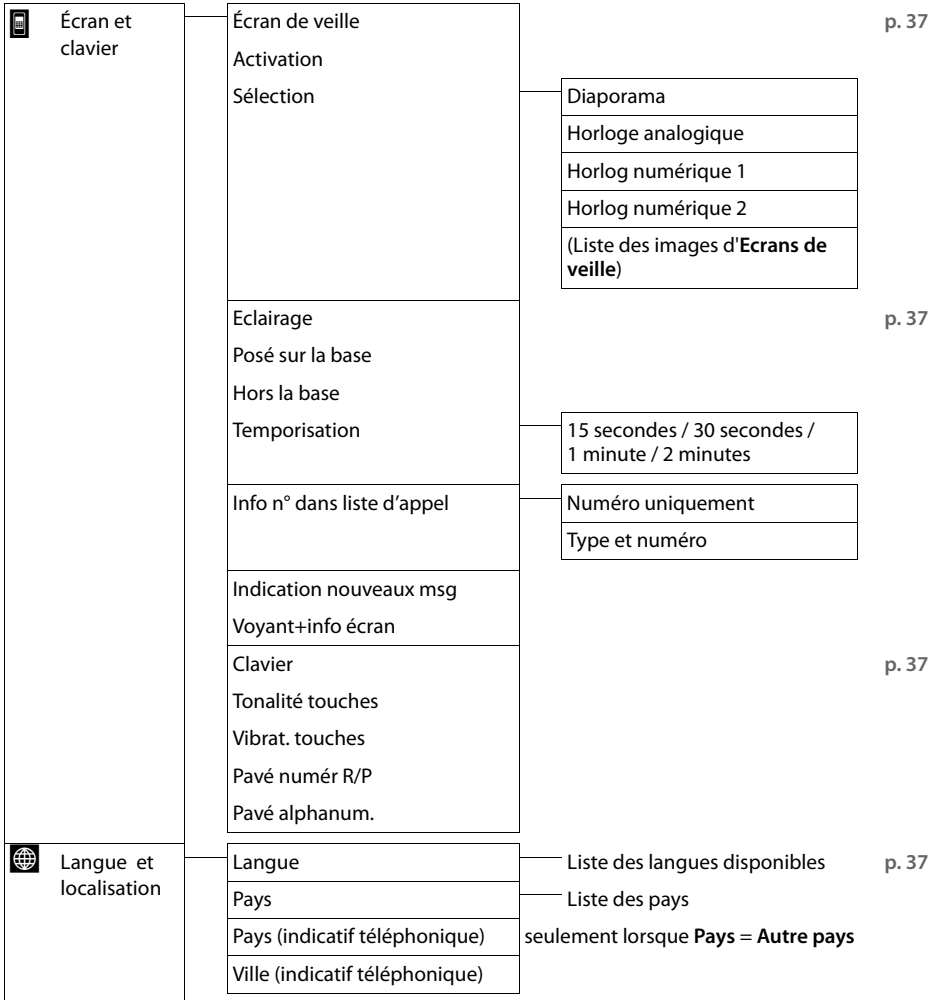 Écran et
clavier
Écran de veille
p. 37
Activation
Sélection
Diaporama
Horloge analogique
Horlog numérique 1
Horlog numérique 2
(Liste des images d'Ecrans de
veille)
Eclairage
p. 37
Posé sur la base
Hors la base
Temporisation
15 secondes / 30 secondes /
1 minute / 2 minutes
Info n° dans liste d’appel
Numéro uniquement
Type et numéro
Indication nouveaux msg
Voyant+info écran
Clavier
p. 37
Tonalité touches
Vibrat. touches
Pavé numér R/P
Pavé alphanum.
Langue et
localisation
Langue
Liste des langues disponibles
p. 37
Pays
Liste des pays
Pays (indicatif téléphonique)
seulement lorsque Pays = Autre pays
Ville (indicatif téléphonique)